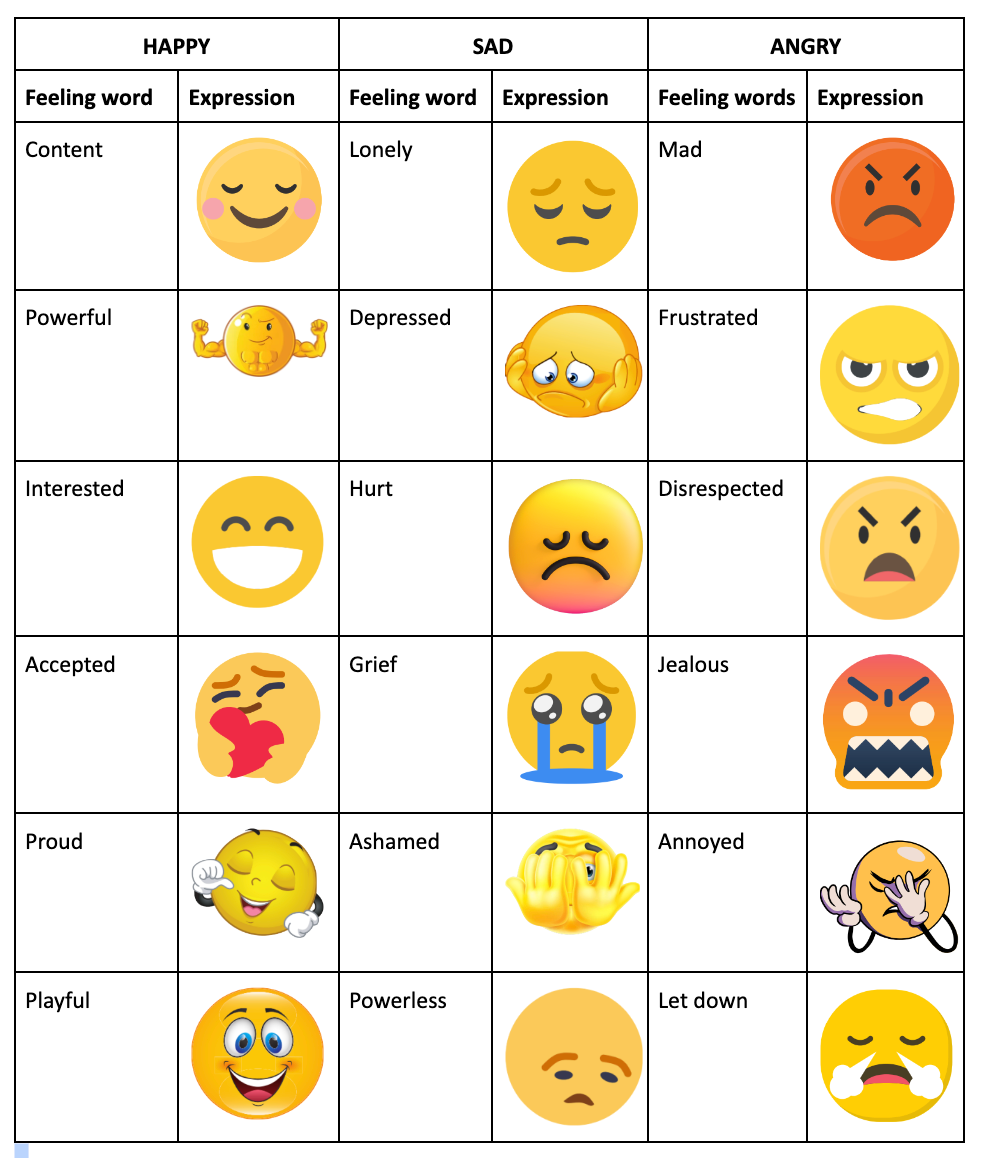 HAPPY SAD ANGRY
Feeling word Expression Feeling word Expression Feeling words Expression
Content Lonely Mad
Powerful Depressed Frustrated
Interested Hurt Disrespected
Accepted Grief Jealous
Proud Ashamed Annoyed
Playful Powerless Let down